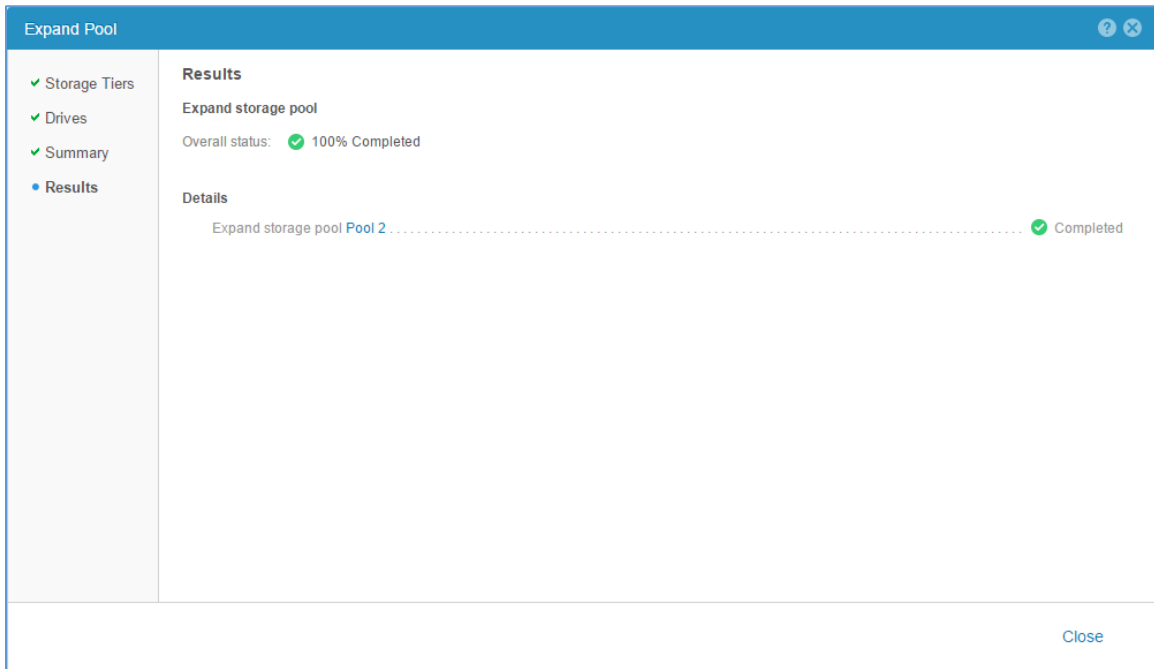 Expand Pool
Storage Tiers
Drives
Summary
Results
Results
Expand storage pool
Overall status: 100% Completed
Details
Expand storage pool Pool 2 Completed
Close